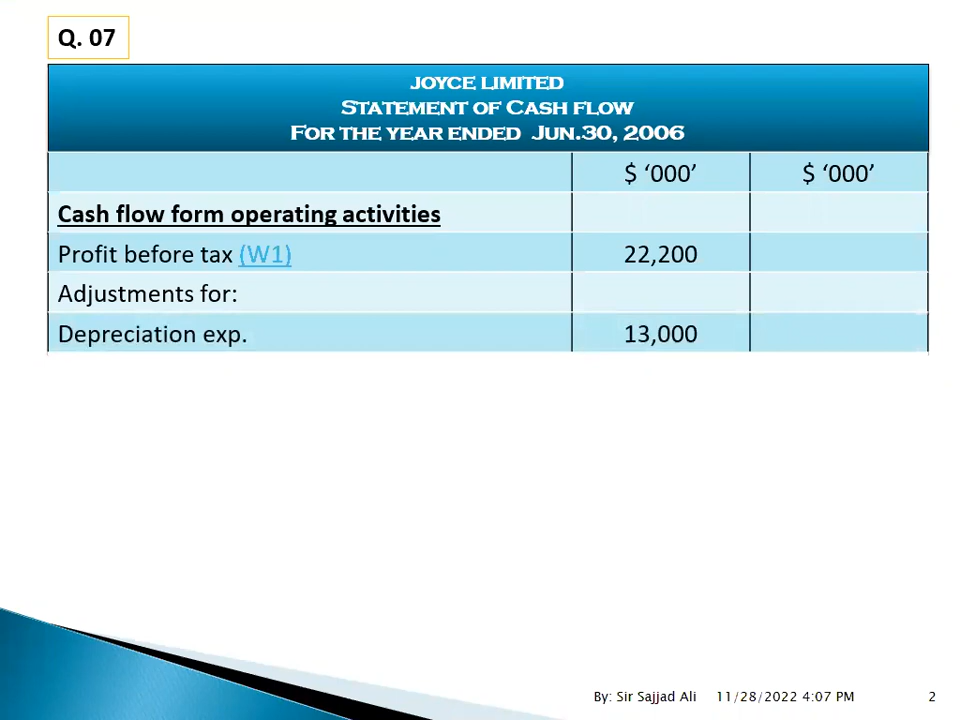 Q. 07
JOYCE LIMITED
STATEMENT OF CASH FLOW
FOR THE YEAR ENDED JUN.30, 2006
$ ‘000’ $ ‘000’
Cash flow form operating activities
Profit before tax (W1) 22,200
Adjustments for:
Depreciation exp. 13,000
By: Sir Sajjad Ali 11/28/2022 4:07 PM 2